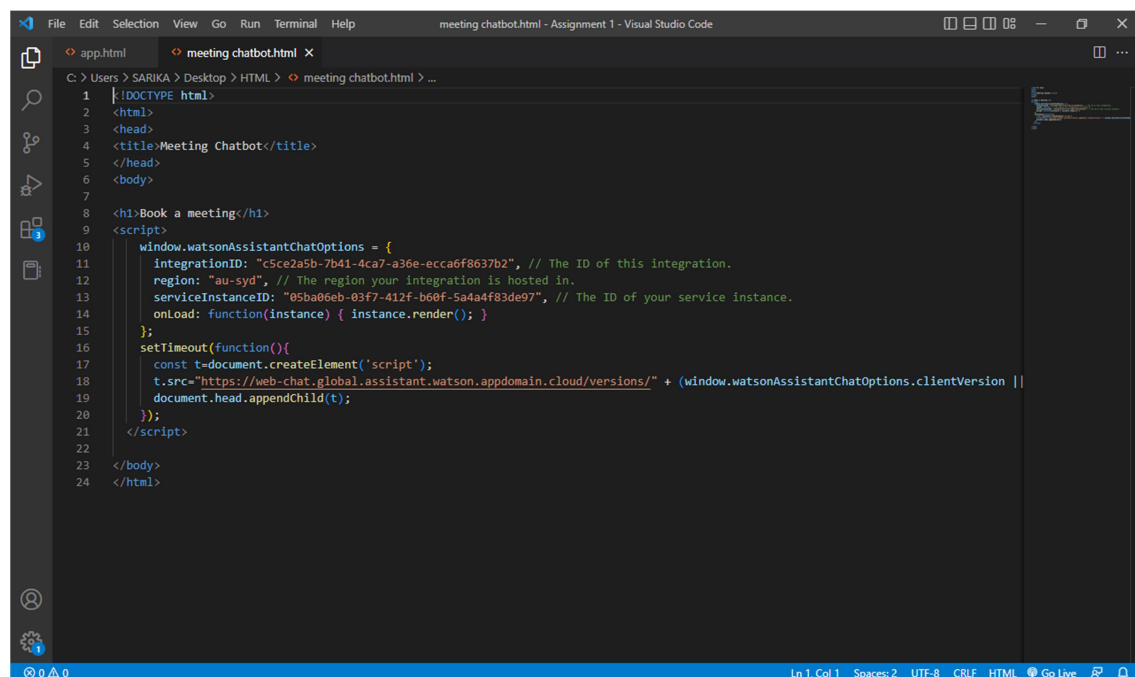 File Edit Selection View Go Run Terminal Help meeting chatbot.html - Assignment 1 - Visual Studio Code
app.html meeting chatbot.html
C: > Users > SARIKA > Desktop > HTML > meeting chatbot.html > ...
1 <!DOCTYPE html>
2 <html>
3 <head>
4 <title>Meeting Chatbot</title>
5 </head>
6 <body>
7
8 <h1>Book a meeting</h1>
9 <script>
10 window.watsonAssistantChatOptions = {
11 integrationID: "c5ce2a5b-7b41-4ca7-a36e-ecca6f8637b2", // The ID of this integration.
12 region: "au-syd", // The region your integration is hosted in.
13 serviceInstanceID: "05ba06eb-03f7-412f-b60f-5a4a4f83de97", // The ID of your service instance.
14 onLoad: function(instance) { instance.render(); }
15 };
16 setTimeout(function(){
17 const t=document.createElement('script');
18 t.src="https://web-chat.global.assistant.watson.appdomain.cloud/versions/" + (window.watsonAssistantChatOptions.clientVersion ||
19 document.head.appendChild(t);
20 });
21 </script>
22
23 </body>
24 </html>
3
1
0 0 Ln 1, Col 1 Spaces: 2 UTF-8 CRLF HTML Go Live